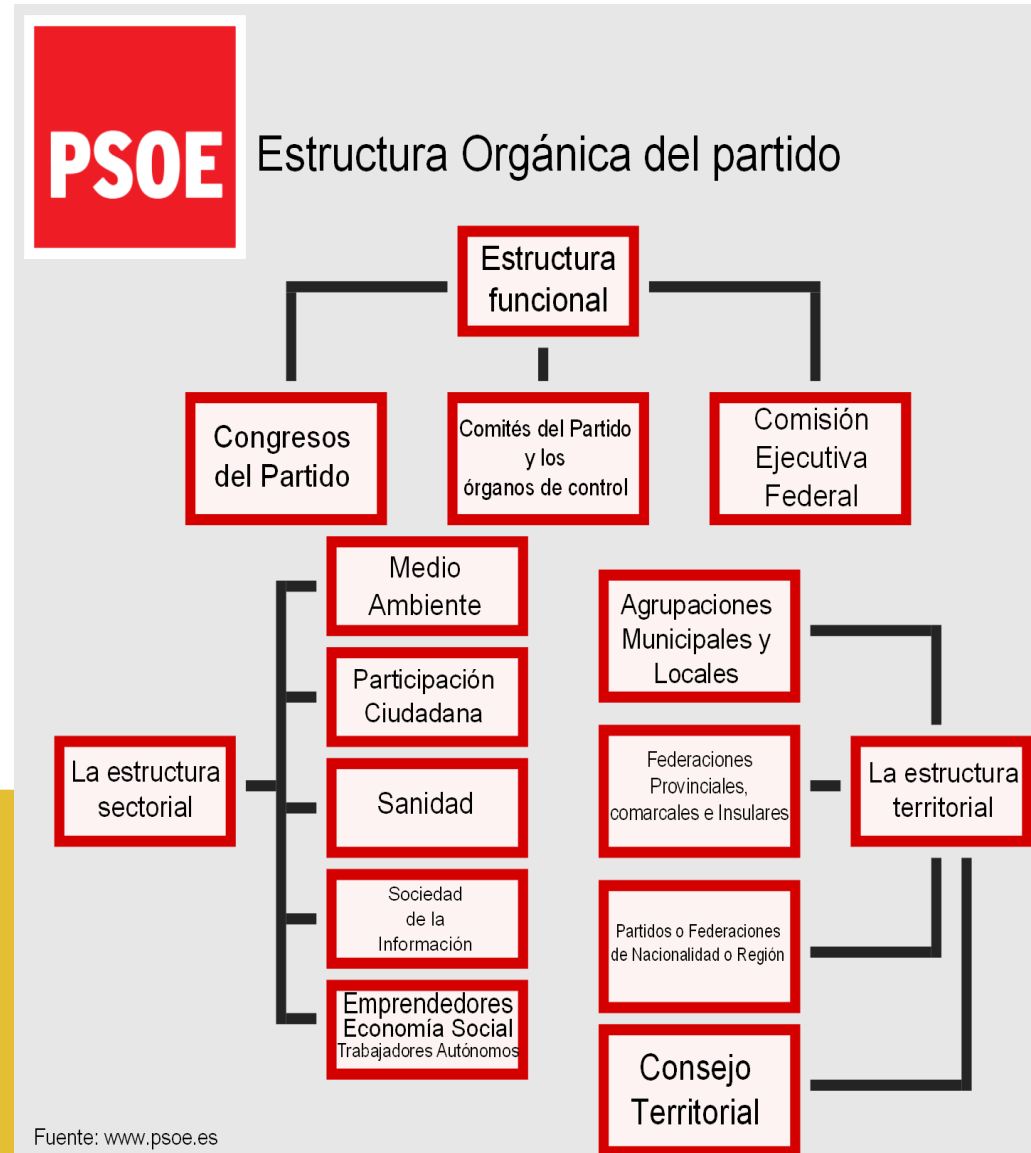 PSOE
Estructura Orgánica del partido
Estructura
funcional
Congresos
del Partido
Comités del Partido
y los
órganos de control
Comisión
Ejecutiva
Federal
La estructura
sectorial
Medio
Ambiente
Participación
Ciudadana
Sanidad
Sociedad
de la
Información
Emprendedores
Economía Social
Trabajadores Autónomos
Agrupaciones
Municipales y
Locales
Federaciones
Provinciales,
comarcales e Insulares
Partidos o Federaciones
de Nacionalidad o Región
Consejo
Territorial
La estructura
territorial
Fuente: www.psoe.es